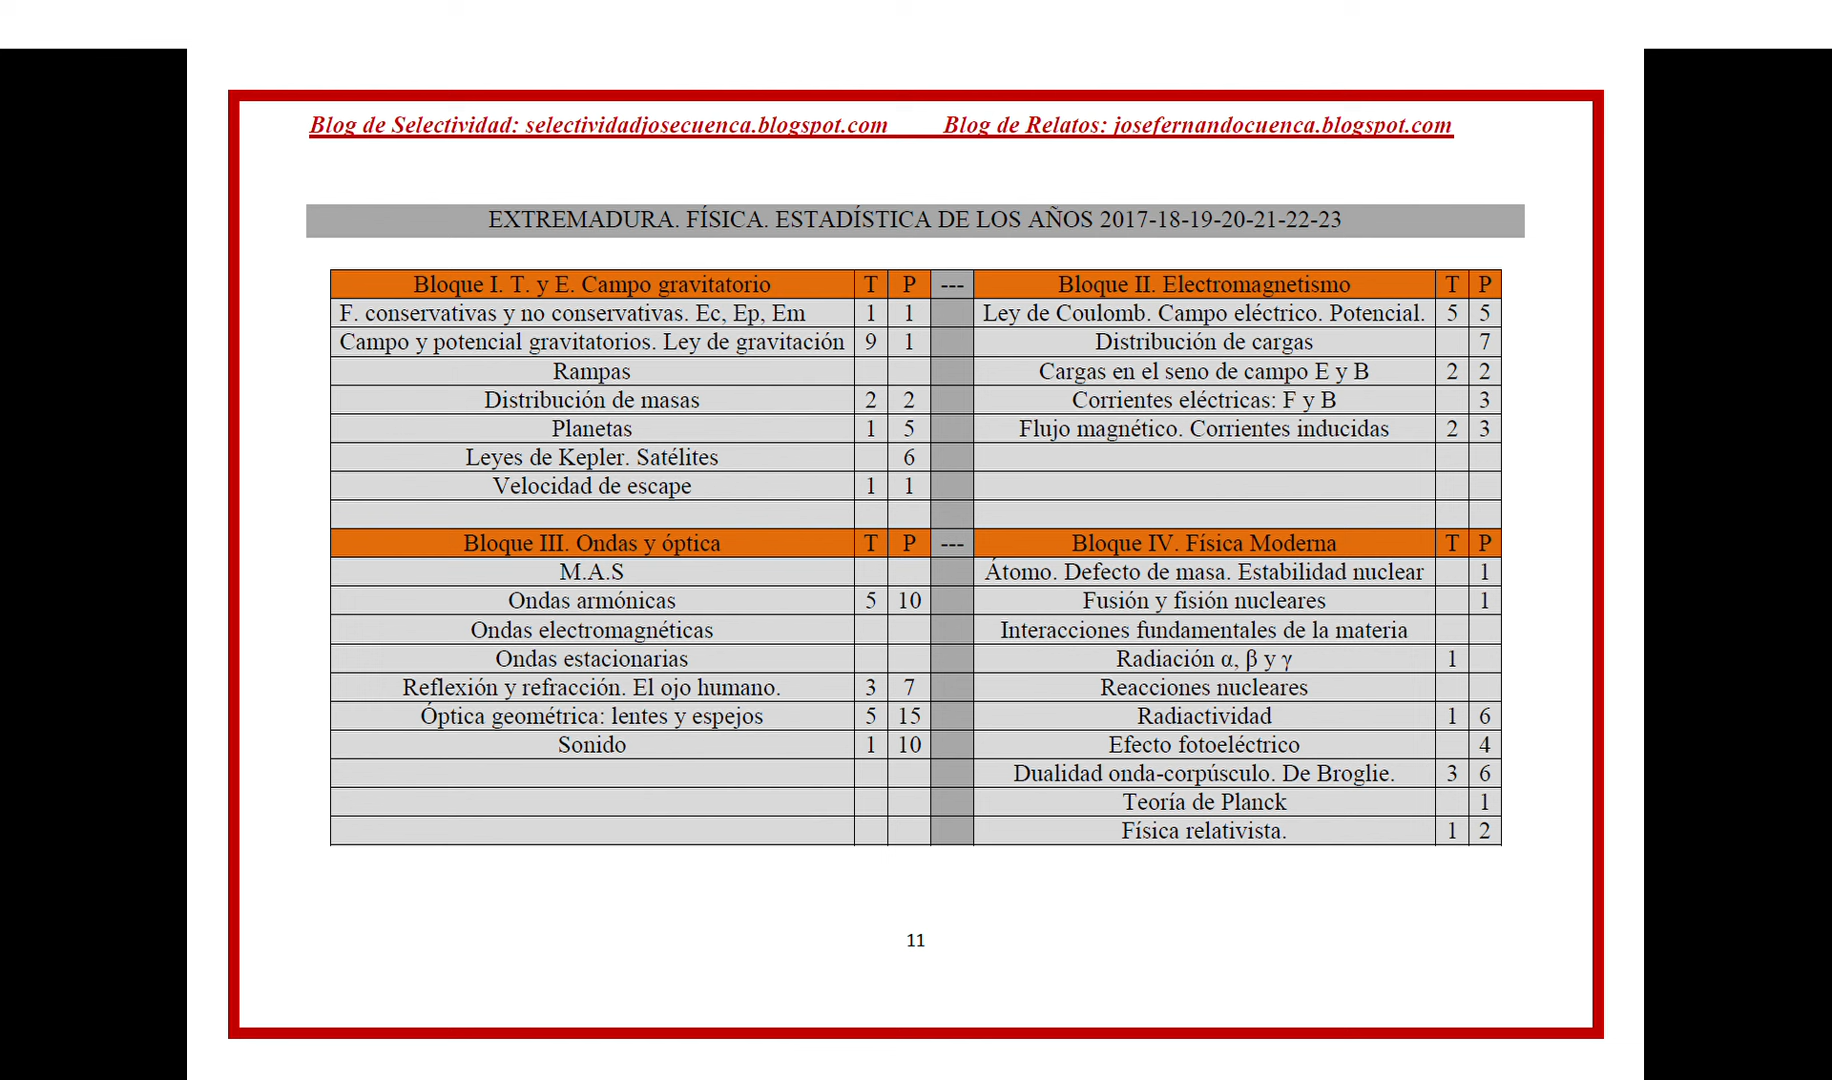 Blog de Selectividad: selectividadjosecuenca.blogspot.com Blog de Relatos: josefernandocuenca.blogspot.com
EXTREMADURA. FÍSICA. ESTADÍSTICA DE LOS AÑOS 2017-18-19-20-21-22-23
Bloque I. T. y E. Campo gravitatorio T P --- Bloque II. Electromagnetismo T P
F. conservativas y no conservativas. Ec, Ep, Em 1 1 Ley de Coulomb. Campo eléctrico. Potencial. 5 5
Campo y potencial gravitatorios. Ley de gravitación 9 1 Distribución de cargas 7
Rampas Cargas en el seno de campo E y B 2 2
Distribución de masas 2 2 Corrientes eléctricas: F y B 3
Planetas 1 5 Flujo magnético. Corrientes inducidas 2 3
Leyes de Kepler. Satélites 6
Velocidad de escape 1 1
Bloque III. Ondas y óptica T P --- Bloque IV. Física Moderna T P
M.A.S Átomo. Defecto de masa. Estabilidad nuclear 1
Ondas armónicas 5 10 Fusión y fisión nucleares 1
Ondas electromagnéticas Interacciones fundamentales de la materia
Ondas estacionarias Radiación α, β y γ 1
Reflexión y refracción. El ojo humano. 3 7 Reacciones nucleares
Óptica geométrica: lentes y espejos 5 15 Radiactividad 1 6
Sonido 1 10 Efecto fotoeléctrico 4
Dualidad onda-corpúsculo. De Broglie. 3 6
Teoría de Planck 1
Física relativista. 1 2
11